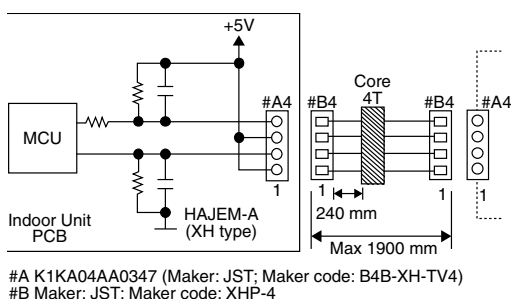 +5V
MCU
#A4
1
Indoor Unit
PCB
HAJEM-A
(XH type)
#B4
Core
4T
#B4
#A4
1
1
1
240 mm
Max 1900 mm
#A K1KA04AA0347 (Maker: JST; Maker code: B4B-XH-TV4)
#B Maker: JST; Maker code: XHP-4